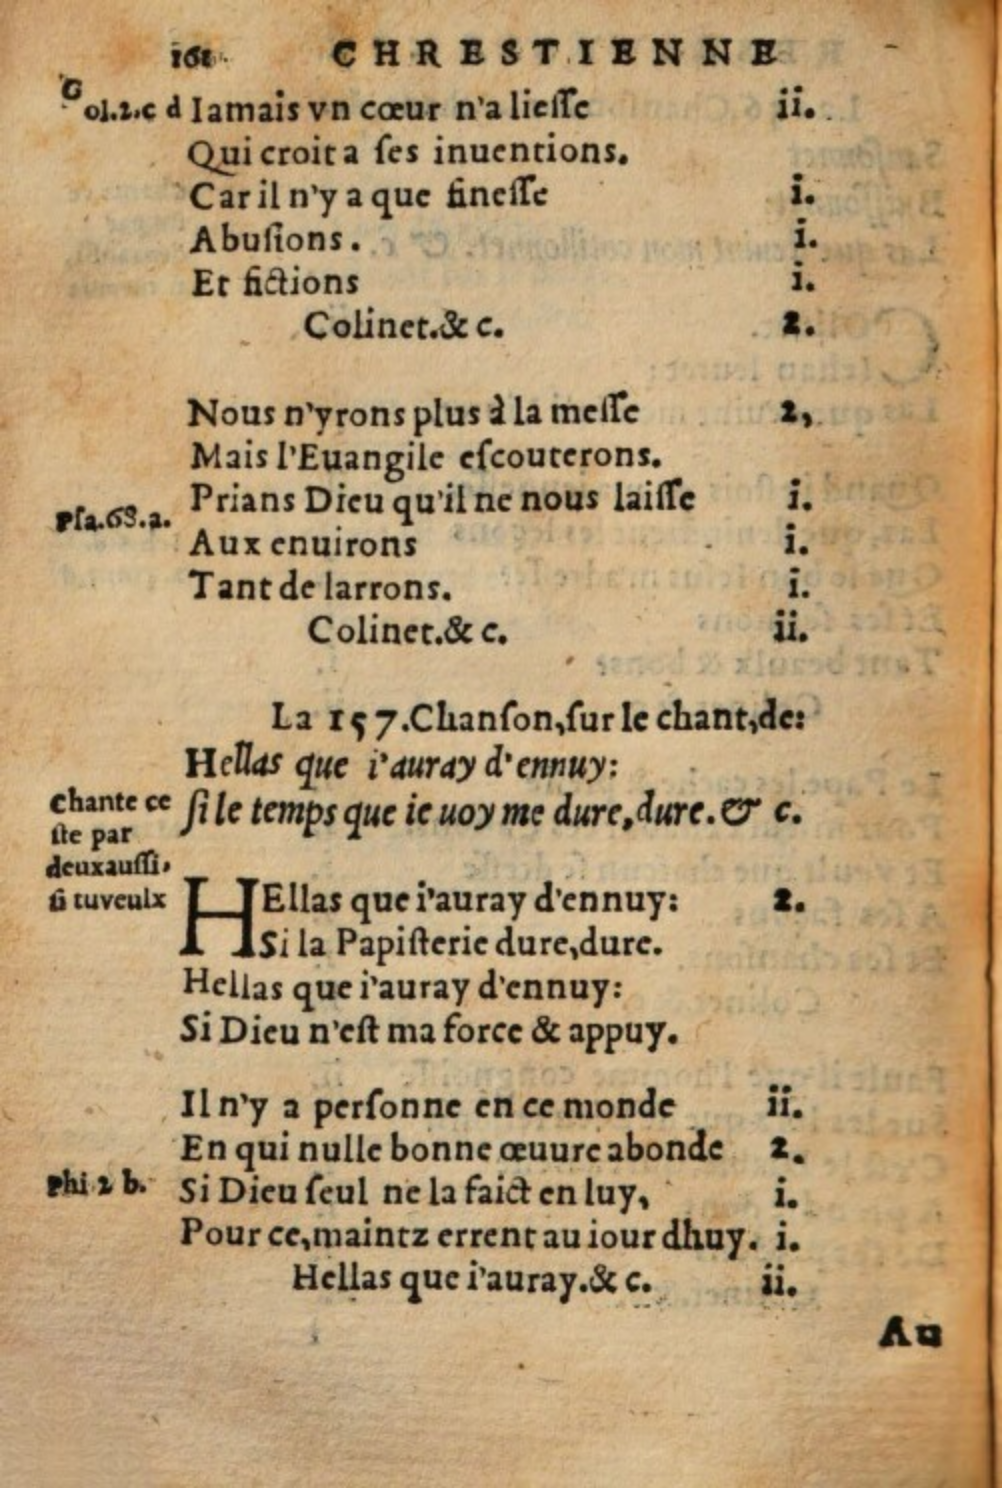 161 CHRESTIENNE
Gol.2.c d Iamais vn cœur n'a lieſſe ii.
Qui croit a ſes inuentions.
Car il n'y a que fineſſe i.
Abuſions. i.
Et fictions i.
Colinet.& c. 2.
Nous n'yrons plus à la meſſe 2,
Mais l'Euangile eſcouterons.
Prians Dieu qu'il ne nous laiſſe i.
Pſa.68.a.
Aux enuirons i.
Tant de larrons. i.
Colinet.& c. ii.
La 157.Chanſon,ſur le chant,de:
Hellas que i'auray d'ennuy:
ſi le temps que ie uoy me dure,dure.& c.
Chante ce
ſte par
deuxauſſi,
ſi tuveulx
HEllas que i'auray d'ennuy: 2.
Si la Papiſterie dure,dure.
Hellas que i'auray d'ennuy:
Si Dieu n'eſt ma force & appuy.
Il n'y a perſonne en ce monde ii.
En qui nulle bonne œuure abonde 2.
Phi 2 b. Si Dieu ſeul ne la faict en luy, i.
Pour ce,maintz errent au iour dhuy. i.
Hellas que i'auray.& c. ii.
Au